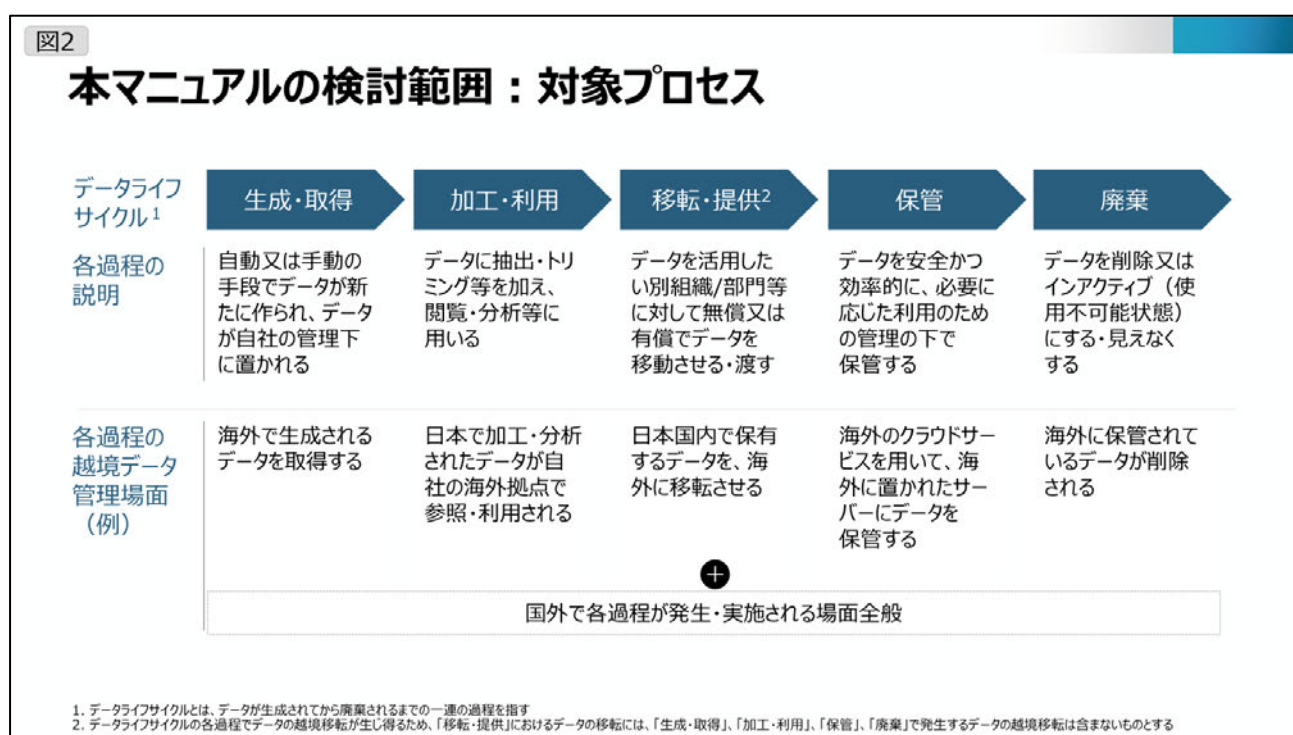 図2
本マニュアルの検討範囲：対象プロセス
データライフ
サイクル1
生成・取得
加工・利用
移転・提供2
保管
廃棄
各過程の
説明
自動又は手動の
手段でデータが新
たに作られ、データ
が自社の管理下
に置かれる
データに抽出・トリ
ミング等を加え、
閲覧・分析等に
用いる
データを活用した
い別組織/部門等
に対して無償又は
有償でデータを
移動させる・渡す
データを安全かつ
効率的に、必要に
応じた利用のため
の管理の下で
保管する
データを削除又は
インアクティブ（使
用不可能状態）
にする・見えなく
する
各過程の
越境データ
管理場面
（例）
海外で生成される
データを取得する
日本で加工・分析
されたデータが自
社の海外拠点で
参照・利用される
日本国内で保有
するデータを、海
外に移転させる
海外のクラウドサー
ビスを用いて、海
外に置かれたサー
バーにデータを
保管する
海外に保管されて
いるデータが削除
される
+
国外で各過程が発生・実施される場面全般
1. データライフサイクルとは、データが生成されてから廃棄されるまでの一連の過程を指す
2. データライフサイクルの各過程でデータの越境移転が生じ得るため、「移転・提供」におけるデータの移転には、「生成・取得」、「加工・利用」、「保管」、「廃棄」で発生するデータの越境移転は含まないものとする